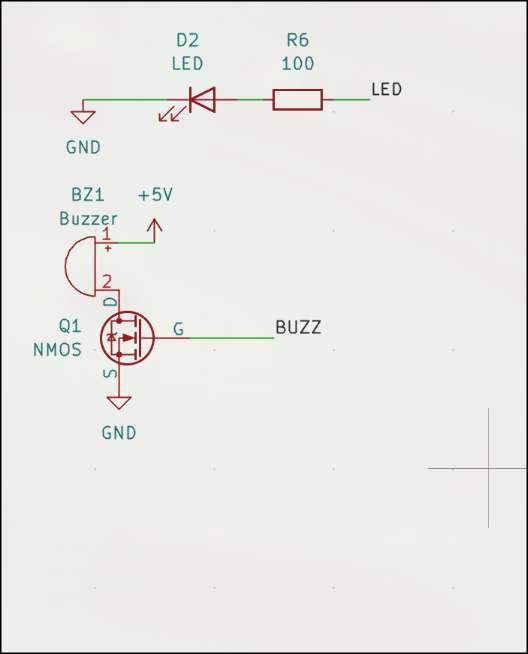 D2
LED
R6
100
LED
GND
BZ1
Buzzer
+5V
1
+
2
D
Q1
NMOS
G
BUZZ
S
GND